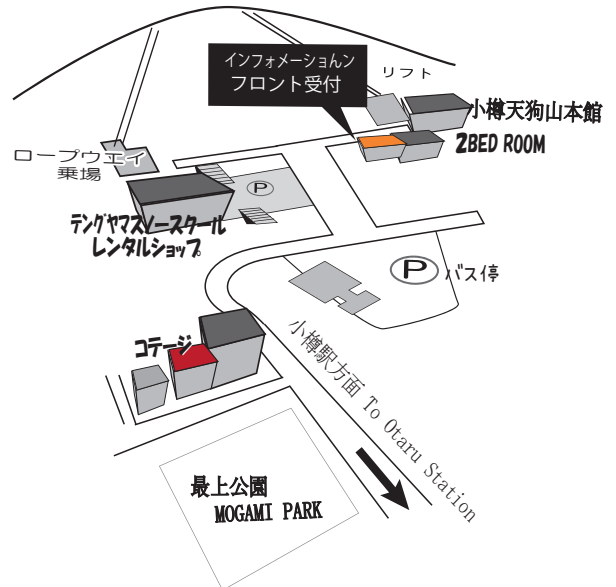 インフォメーションン
フロント受付
リフト
小樽天狗山本館
2BED ROOM
ロープウエイ
乗場
P
テングヤマスノースクール
レンタルショップ
P
バス停
コテージ
小樽駅方面 To Otaru Station
最上公園
MOGAMI PARK